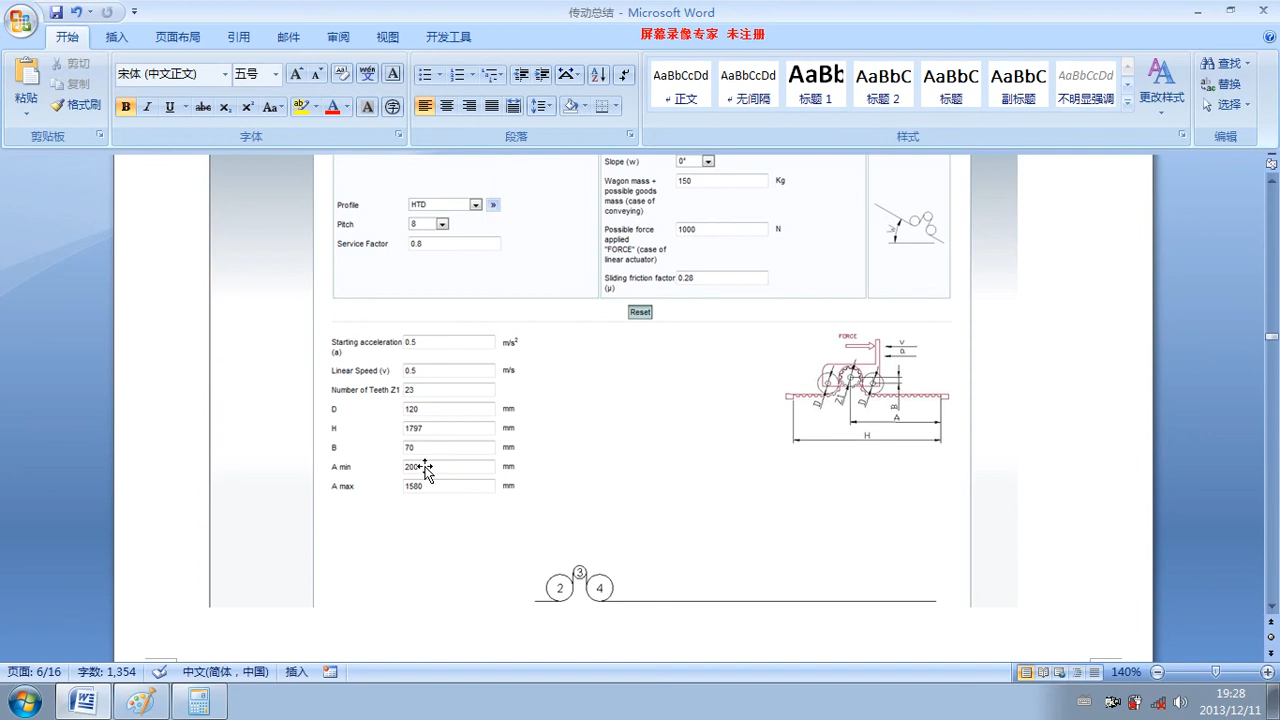 传动总结 - Microsoft Word
屏幕录像专家 未注册
开始 插入 页面布局 引用 邮件 审阅 视图 开发工具
粘贴
剪切
复制
格式刷
剪贴板
宋体 (中文正文) 五号
字体
段落
AaBbCcDd
↵ 正文
AaBbCcDd
↵ 无间隔
AaBb
标题 1
AaBbC
标题 2
AaBbC
标题
AaBbC
副标题
AaBbCcDd
不明显强调
更改样式
样式
查找
替换
选择
编辑
Profile HTD
Pitch 8
Service Factor 0.8
Slope (w) 0°
Wagon mass + 150 Kg
possible goods
mass (case of
conveying)
Possible force 1000 N
applied
"FORCE" (case of
linear actuator)
Sliding friction factor 0.28
(μ)
W
Reset
Starting acceleration 0.5 m/s²
(a)
Linear Speed (v) 0.5 m/s
Number of Teeth Z1 23
D 120 mm
H 1797 mm
B 70 mm
A min 200 mm
A max 1580 mm
FORCE
v
a
D
Z1
D
B
A
H
2 3 4
页面: 6/16 字数: 1,354 中文(简体，中国) 插入 140%
19:28
2013/12/11